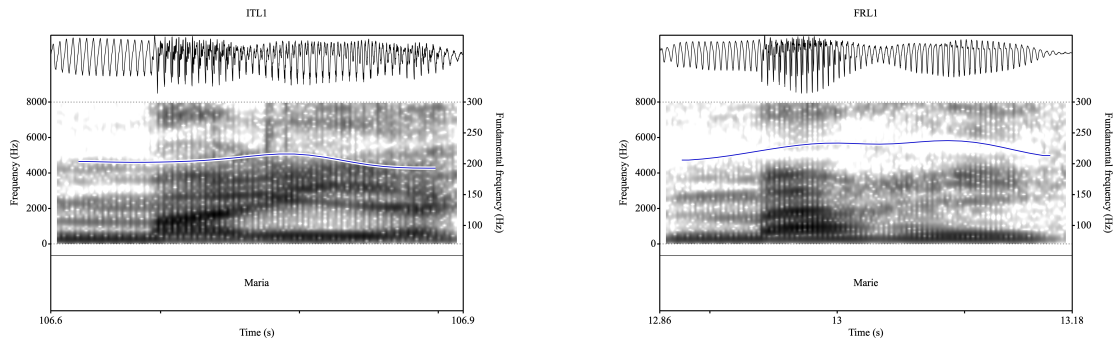 ITL1
8000
6000
4000
2000
0
Frequency (Hz)
300
250
200
150
100
Fundamental frequency (Hz)
Maria
106.6
106.9
Time (s)
FRL1
8000
6000
4000
2000
0
Frequency (Hz)
300
250
200
150
100
Fundamental frequency (Hz)
Marie
12.86
13
13.18
Time (s)